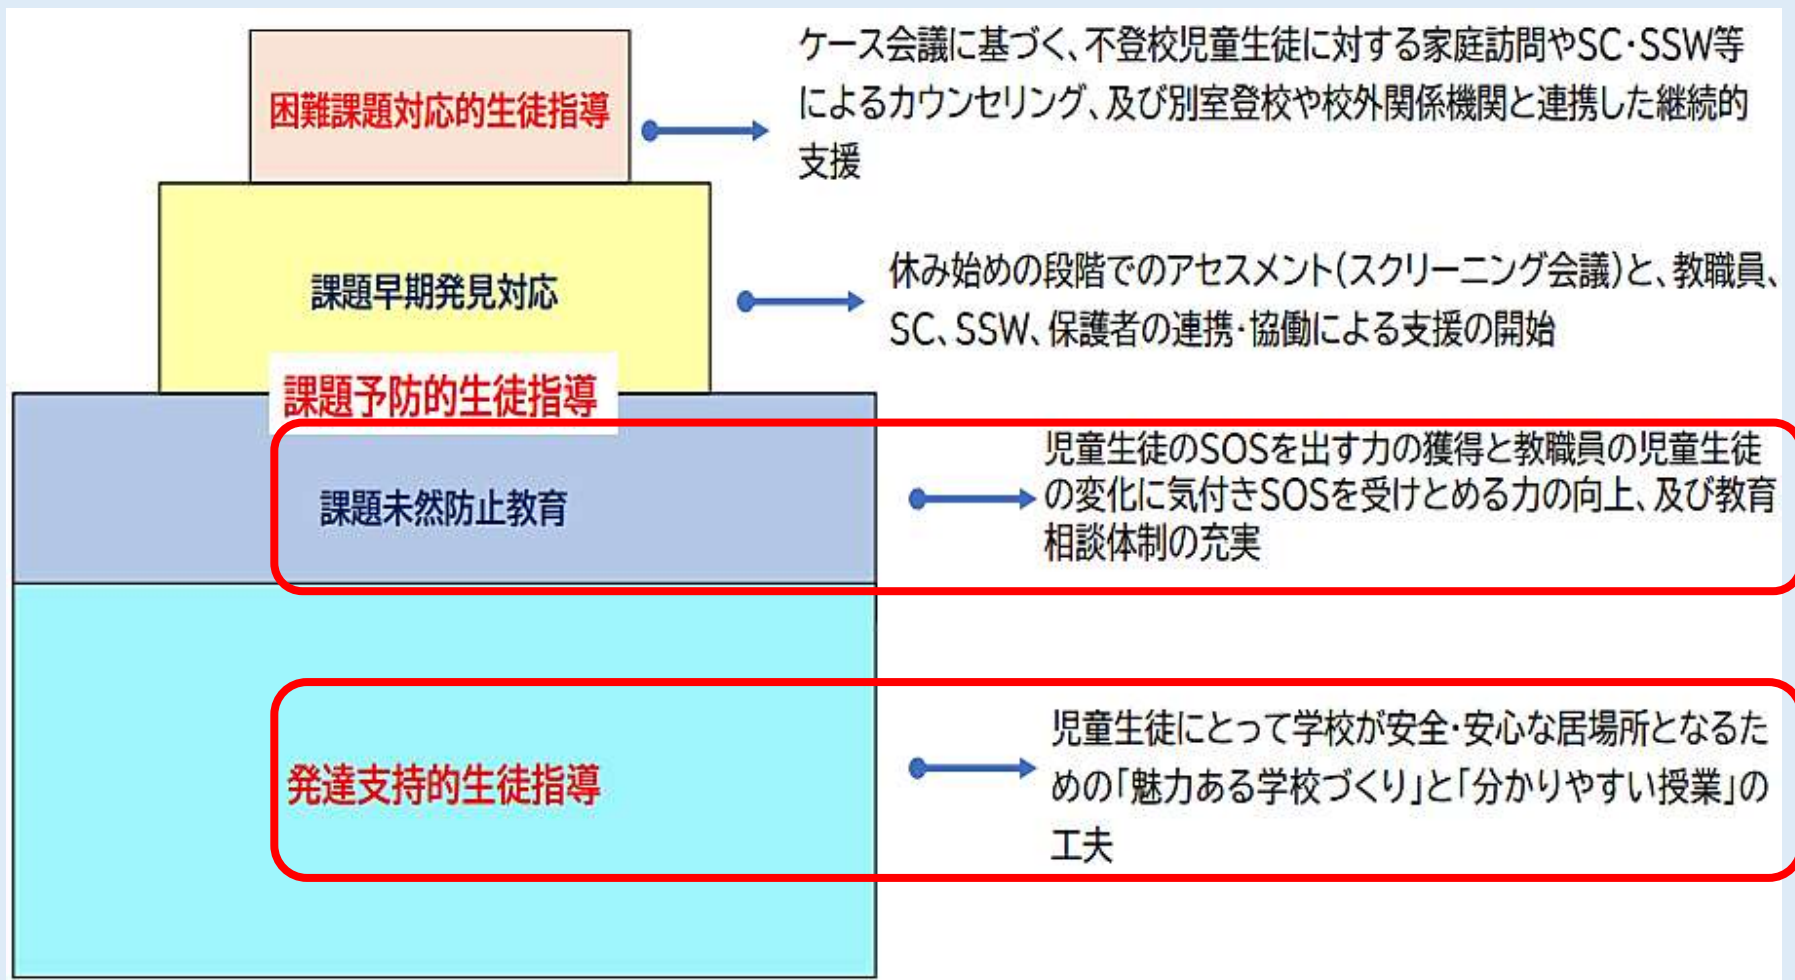 困難課題対応的生徒指導
ケース会議に基づく、不登校児童生徒に対する家庭訪問やSC・SSW等
によるカウンセリング、及び別室登校や校外関係機関と連携した継続的
支援
課題早期発見対応
休み始めの段階でのアセスメント(スクリーニング会議)と、教職員、
SC、SSW、保護者の連携・協働による支援の開始
課題予防的生徒指導
課題未然防止教育
児童生徒のSOSを出す力の獲得と教職員の児童生徒
の変化に気付きSOSを受けとめる力の向上、及び教育
相談体制の充実
発達支持的生徒指導
児童生徒にとって学校が安全・安心な居場所となるた
めの「魅力ある学校づくり」と「分かりやすい授業」の
工夫